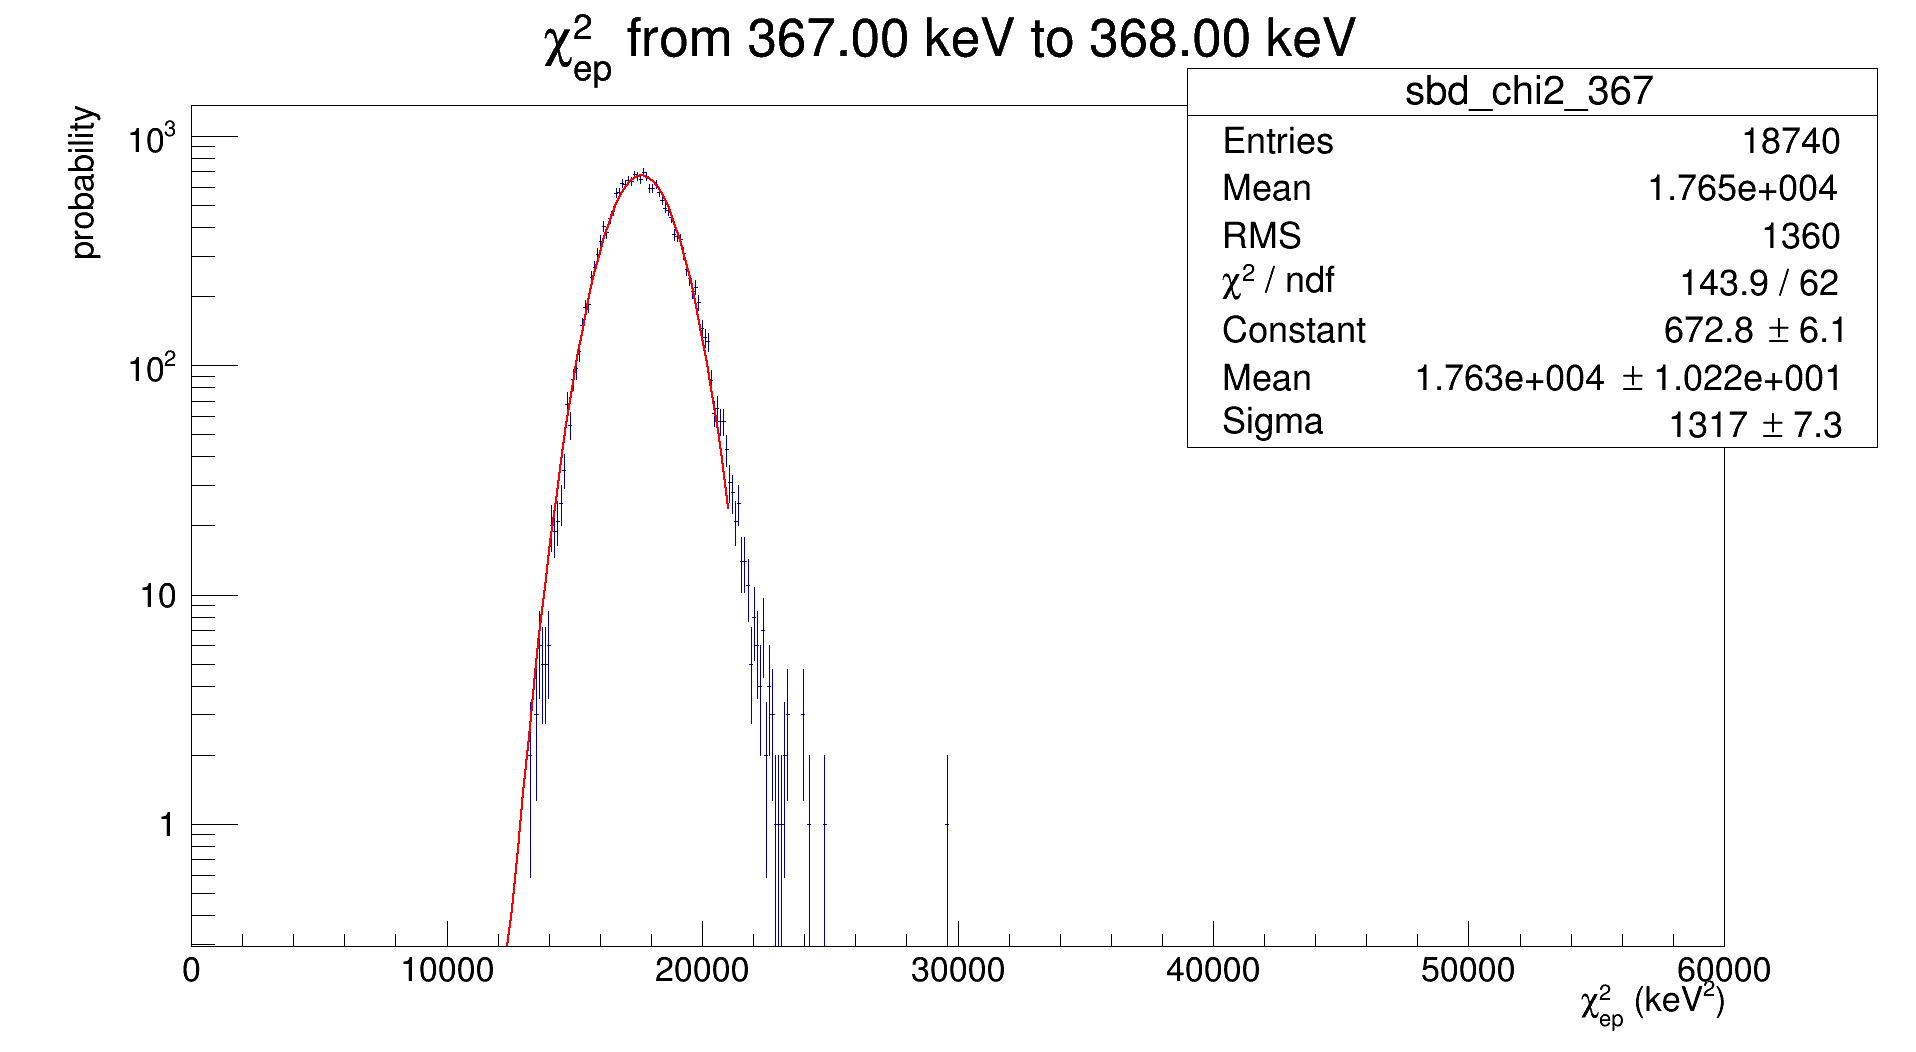 χ²ep from 367.00 keV to 368.00 keV
sbd_chi2_367
Entries 18740
Mean 1.765e+004
RMS 1360
χ² / ndf 143.9 / 62
Constant 672.8 ± 6.1
Mean 1.763e+004 ± 1.022e+001
Sigma 1317 ± 7.3
probability
10³
10²
10
1
0 10000 20000 30000 40000 50000 60000
χ²ep (keV²)